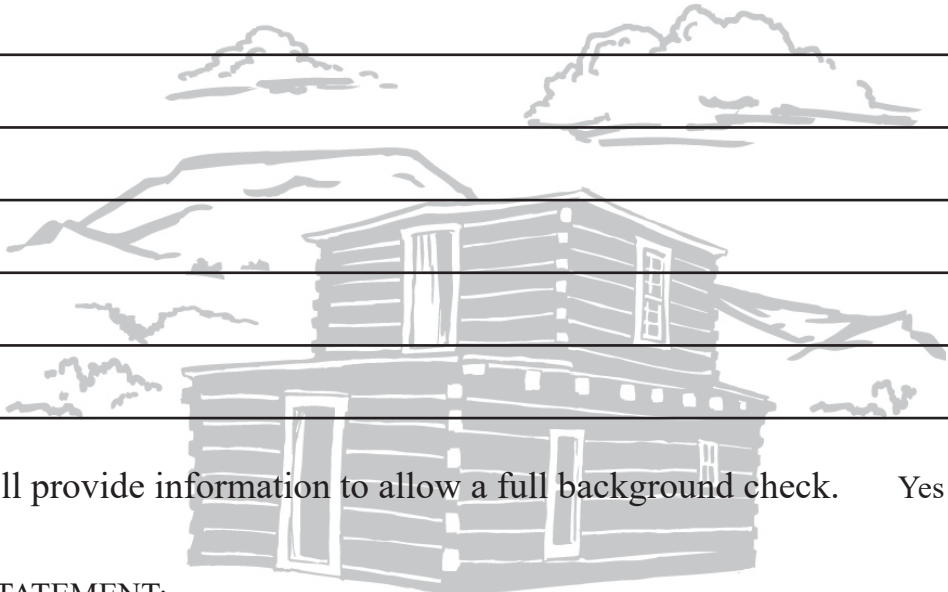 ll provide information to allow a full background check. Yes
TATEMENT: